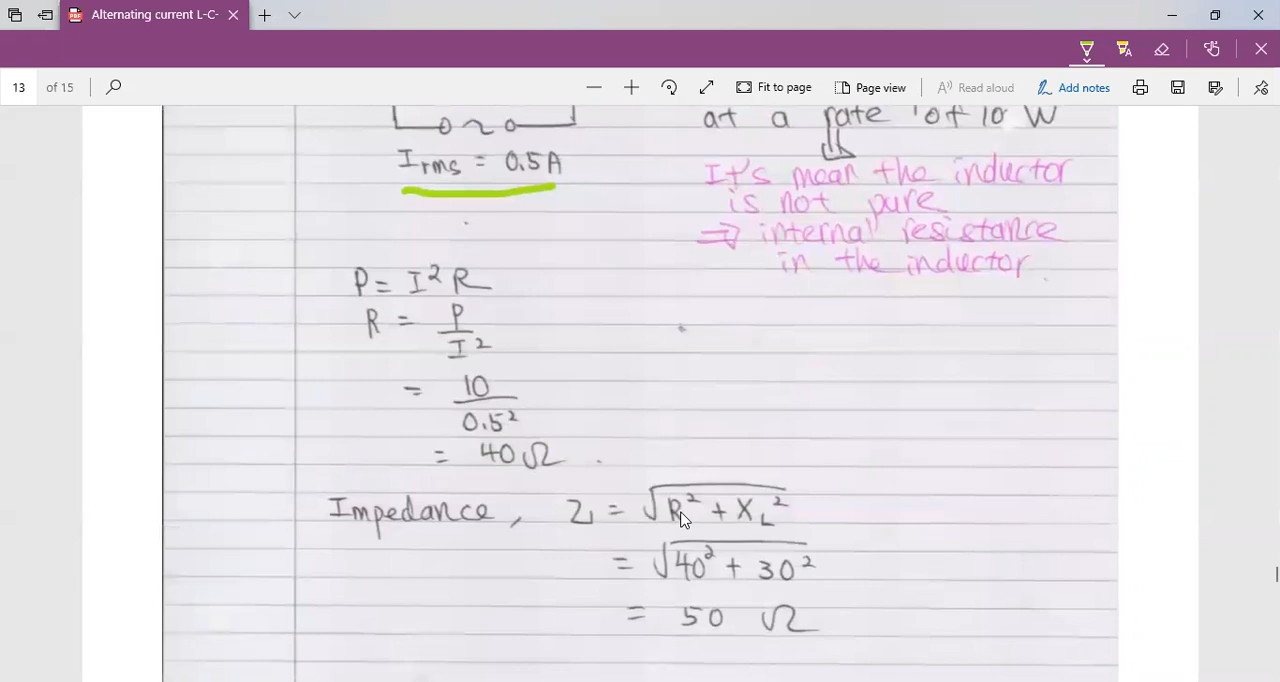 Alternating current L-C-
13 of 15
Fit to page
Page view
Read aloud
Add notes
at a rate of 10 W
Irms = 0.5A
It's mean the inductor
is not pure
⇒ internal resistance
in the inductor
P = I² R
R = P
I²
= 10
0.5²
= 40Ω
Impedance, Z = √R² + XL²
= √40² + 30²
= 50 Ω